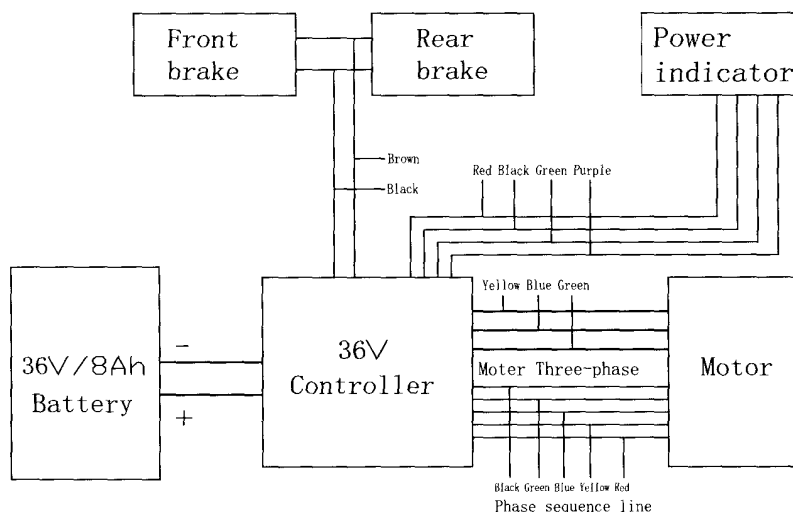 Front
brake
Rear
brake
Power
indicator
Brown
Black
Red Black Green Purple
36V/8Ah
Battery
−
+
36V
Controller
Yellow Blue Green
Moter Three-phase
Motor
Black Green Blue Yellow Red
Phase sequence line